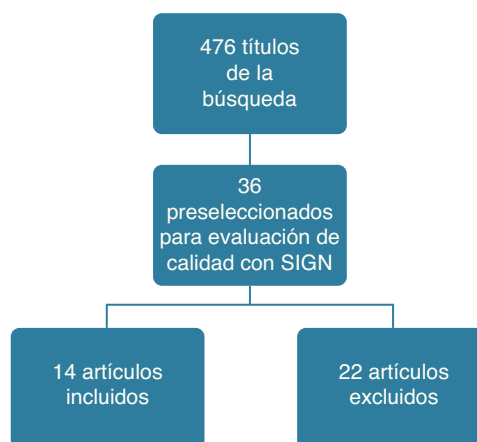 476 títulos
de la
búsqueda
36
preseleccionados
para evaluación de
calidad con SIGN
14 artículos
incluidos
22 artículos
excluidos